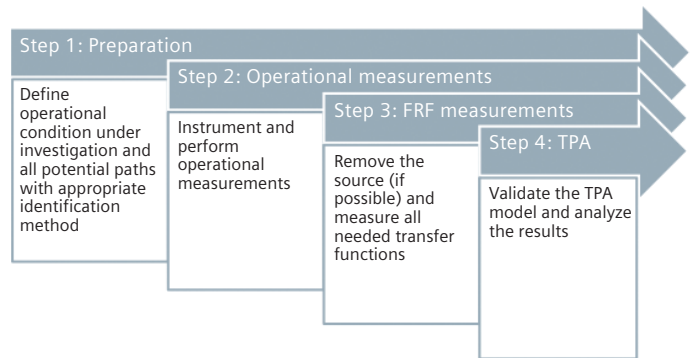 Step 1: Preparation
Define
operational
condition under
investigation and
all potential paths
with appropriate
identification
method
Step 2: Operational measurements
Instrument and
perform
operational
measurements
Step 3: FRF measurements
Remove the
source (if
possible) and
measure all
needed transfer
functions
Step 4: TPA
Validate the TPA
model and analyze
the results